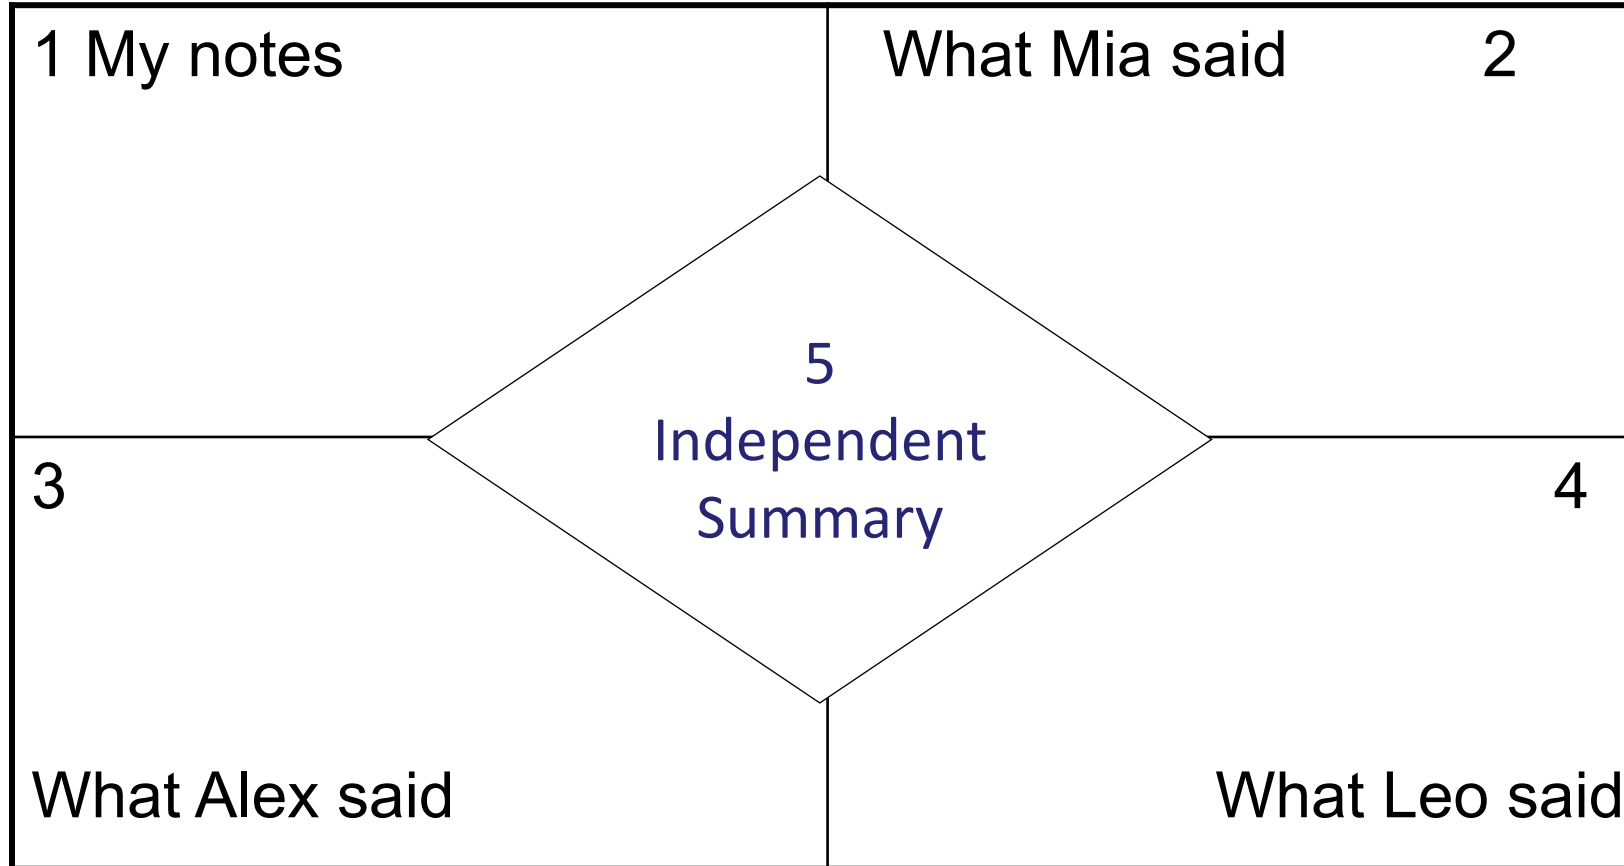 1 My notes
What Mia said 2
5
Independent
Summary
3
4
What Alex said
What Leo said